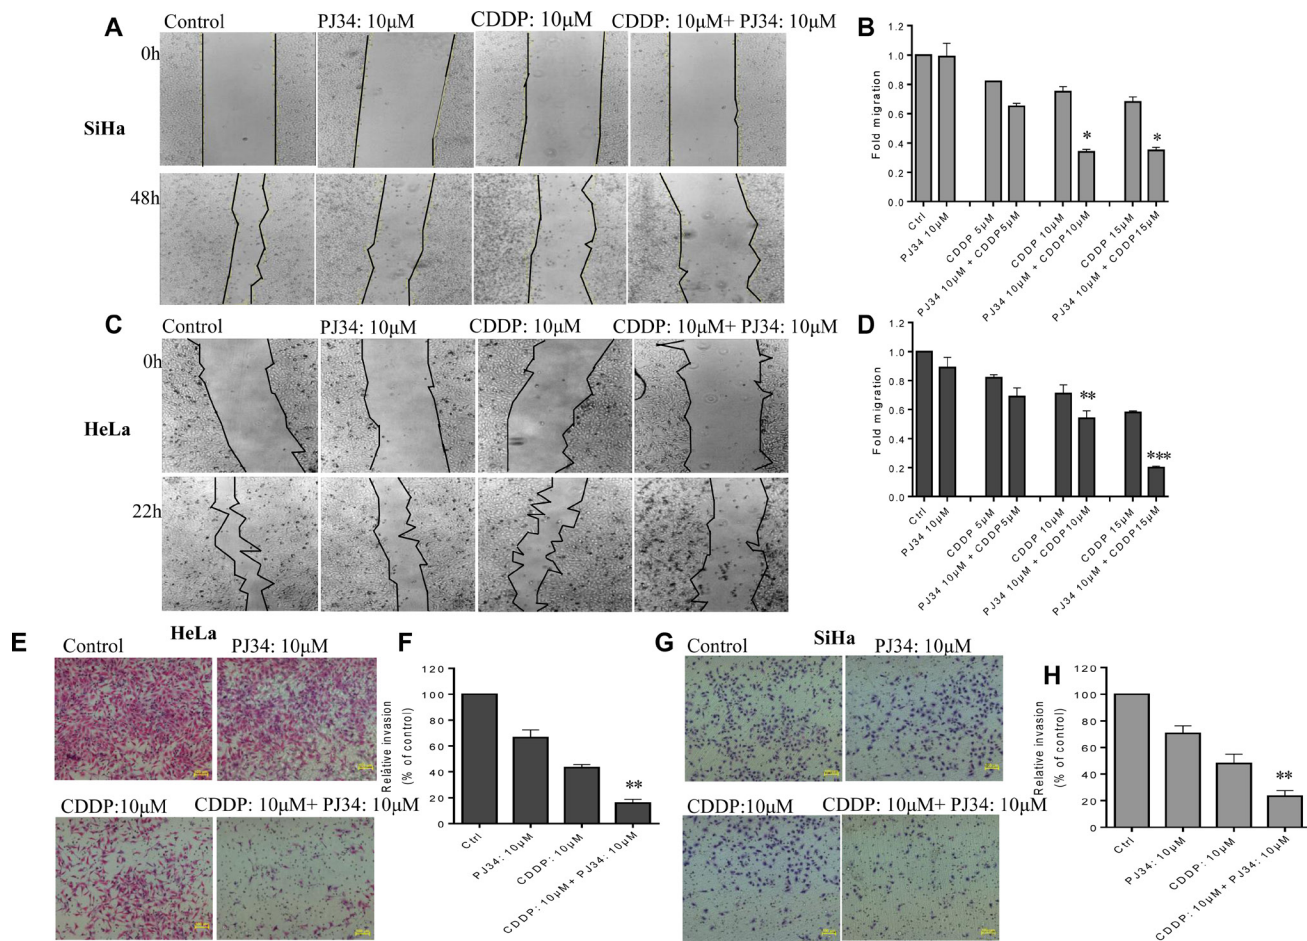 A
Control
PJ34: 10µM
CDDP: 10µM
CDDP: 10µM+ PJ34: 10µM
0h
SiHa
48h
B
Fold migration
1.2
1.0
0.8
0.6
0.4
0.2
0.0
*
*
Ctrl
PJ34 10µM
CDDP 5µM
PJ34 10µM + CDDP5µM
CDDP 10µM
PJ34 10µM + CDDP10µM
CDDP 15µM
PJ34 10µM + CDDP15µM
C
Control
PJ34: 10µM
CDDP: 10µM
CDDP: 10µM+ PJ34: 10µM
0h
HeLa
22h
D
Fold migration
1.2
1.0
0.8
0.6
0.4
0.2
0.0
**
***
Ctrl
PJ34 10µM
CDDP 5µM
PJ34 10µM + CDDP5µM
CDDP 10µM
PJ34 10µM + CDDP10µM
CDDP 15µM
PJ34 10µM + CDDP15µM
E
HeLa
Control
PJ34: 10µM
CDDP:10µM
CDDP: 10µM+ PJ34: 10µM
F
Relative invasion
(% of control)
120
100
80
60
40
20
0
**
Ctrl
PJ34: 10µM
CDDP: 10µM
CDDP: 10µM+ PJ34: 10µM
G
SiHa
Control
PJ34: 10µM
CDDP:10µM
CDDP: 10µM+ PJ34: 10µM
H
Relative invasion
(% of control)
120
100
80
60
40
20
0
**
Ctrl
PJ34: 10µM
CDDP: 10µM
CDDP: 10µM+ PJ34: 10µM